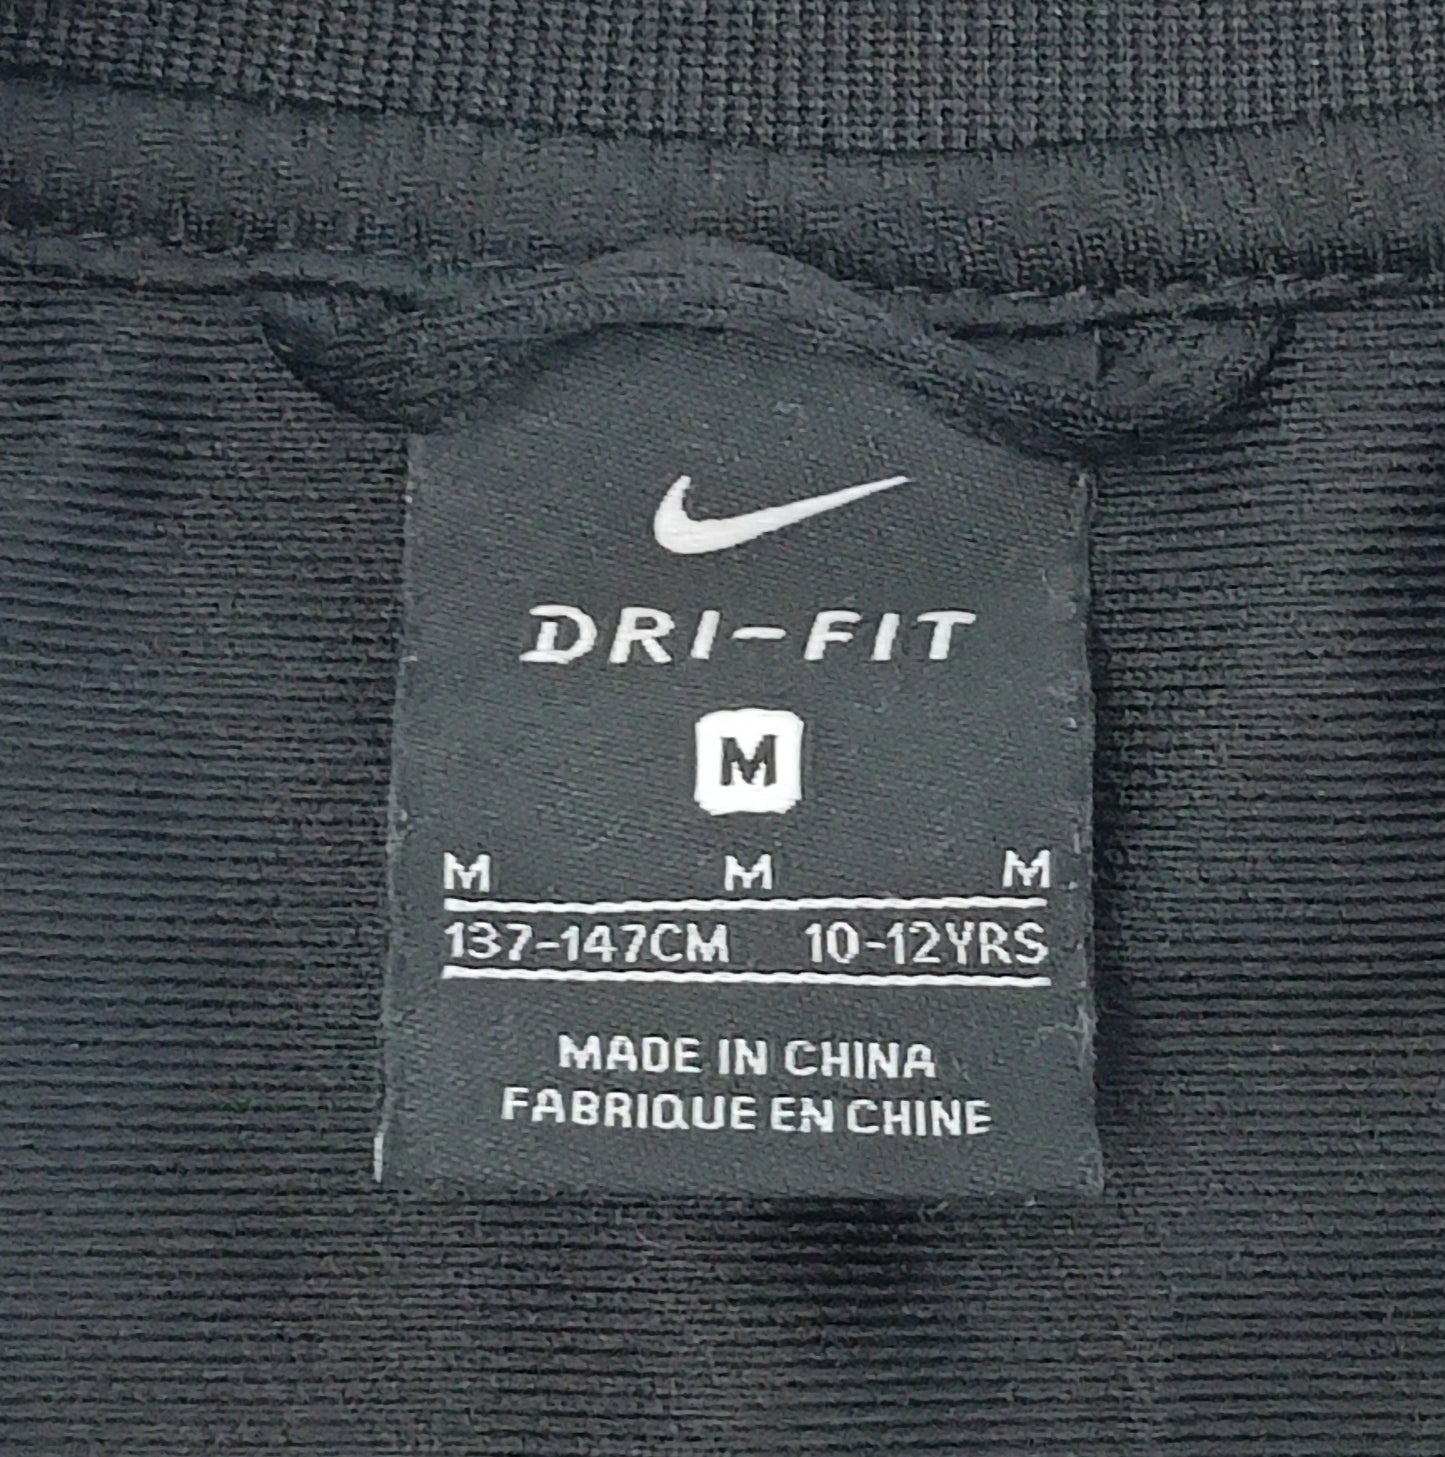 DRI-FIT
M
M M M
137-147CM 10-12YRS
MADE IN CHINA
FABRIQUE EN CHINE